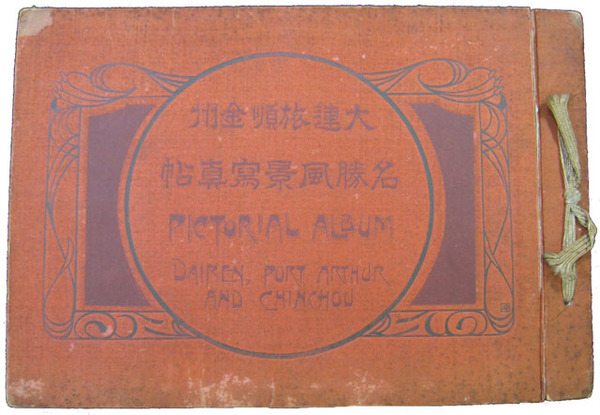 大連旅順金州
名勝風景寫真帖
PICTORIAL ALBUM
DAIREN, PORT ARTHUR
AND CHINCHOU